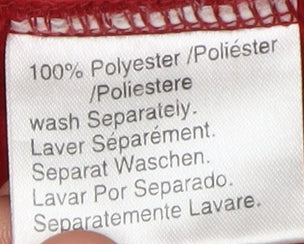 100% Polyester /Poliéster
/Poliestere
wash Separately.
Laver Séparément.
Separat Waschen.
Lavar Por Separado.
Separatemente Lavare.